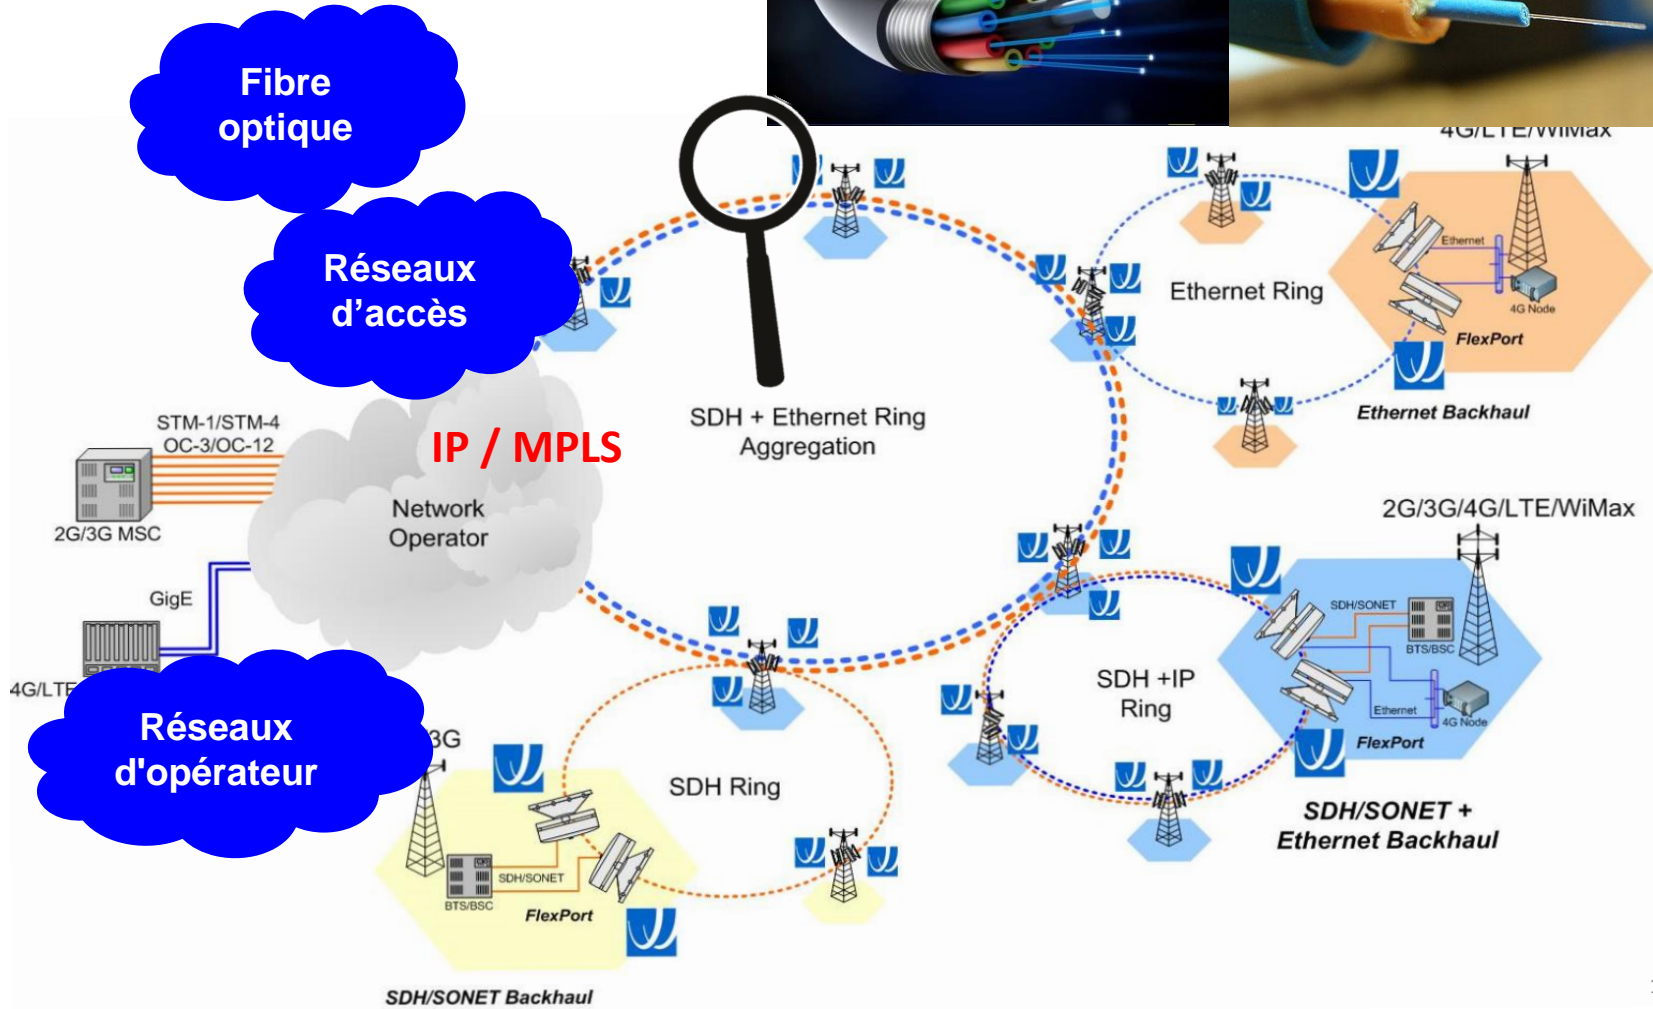 Fibre
optique
4G/LTE/WiMax
Réseaux
d’accès
Ethernet
Ethernet Ring
4G Node
FlexPort
Ethernet Backhaul
SDH + Ethernet Ring
Aggregation
STM-1/STM-4
OC-3/OC-12
IP / MPLS
Network
Operator
2G/3G MSC
2G/3G/4G/LTE/WiMax
GigE
SDH/SONET
BTS/BSC
4G/LTE
SDH +IP
Ring
Ethernet
4G Node
FlexPort
Réseaux
d'opérateur
3G
SDH Ring
SDH/SONET +
Ethernet Backhaul
SDH/SONET
BTS/BSC
FlexPort
SDH/SONET Backhaul